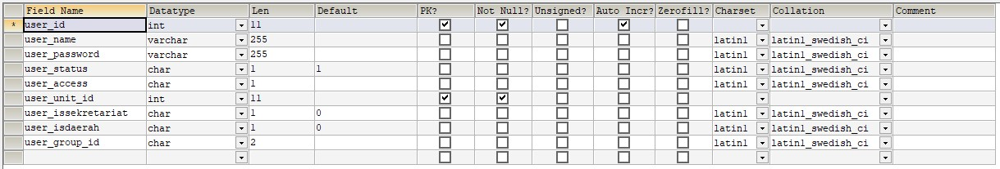 Field Name Datatype Len Default PK? Not Null? Unsigned? Auto Incr? Zerofill? Charset Collation Comment
* user_id int 11
user_name varchar 255 latin1 latin1_swedish_ci
user_password varchar 255 latin1 latin1_swedish_ci
user_status char 1 1 latin1 latin1_swedish_ci
user_access char 1 latin1 latin1_swedish_ci
user_unit_id int 11
user_issekretariat char 1 0 latin1 latin1_swedish_ci
user_isdaerah char 1 0 latin1 latin1_swedish_ci
user_group_id char 2 latin1 latin1_swedish_ci